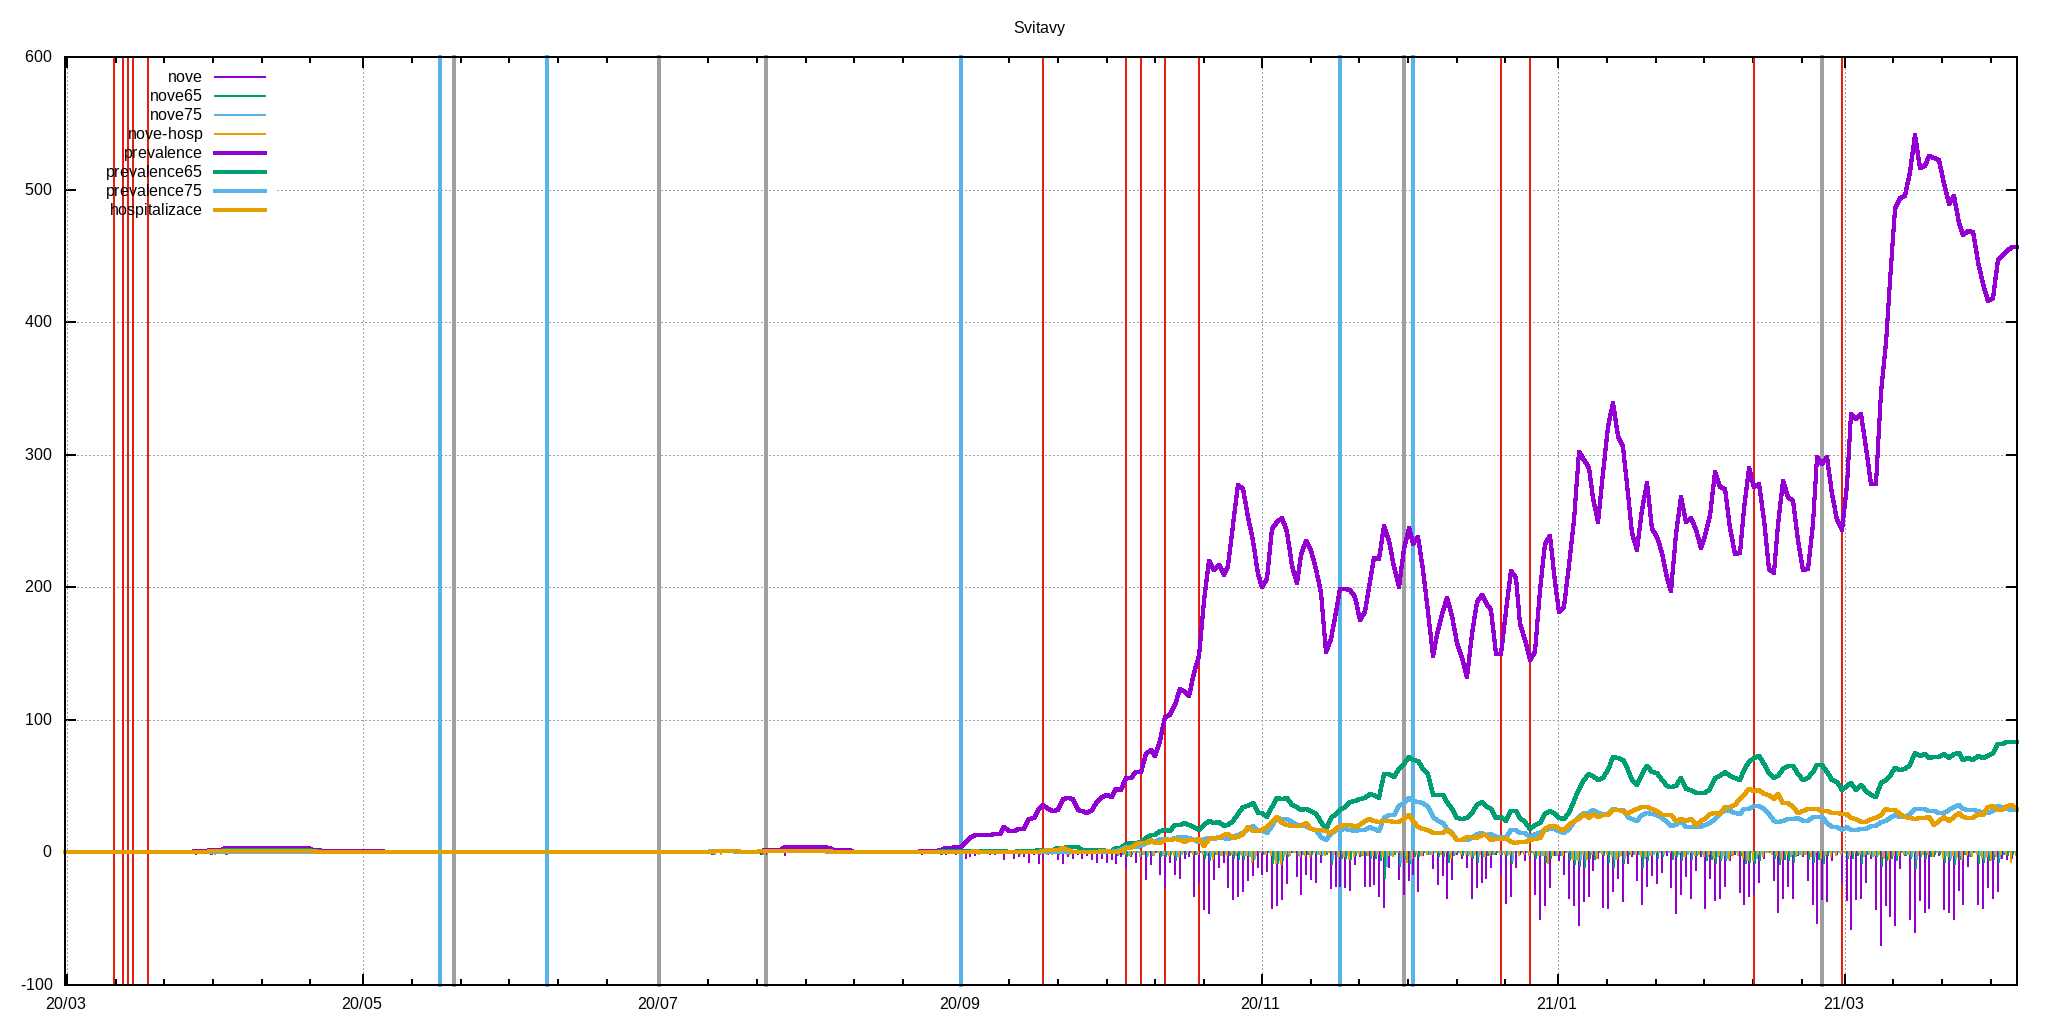 Svitavy
600
nove
nove65
nove75
nove-hosp
prevalence
prevalence65
prevalence75
hospitalizace
500
400
300
200
100
0
-100
20/03 20/05 20/07 20/09 20/11 21/01 21/03